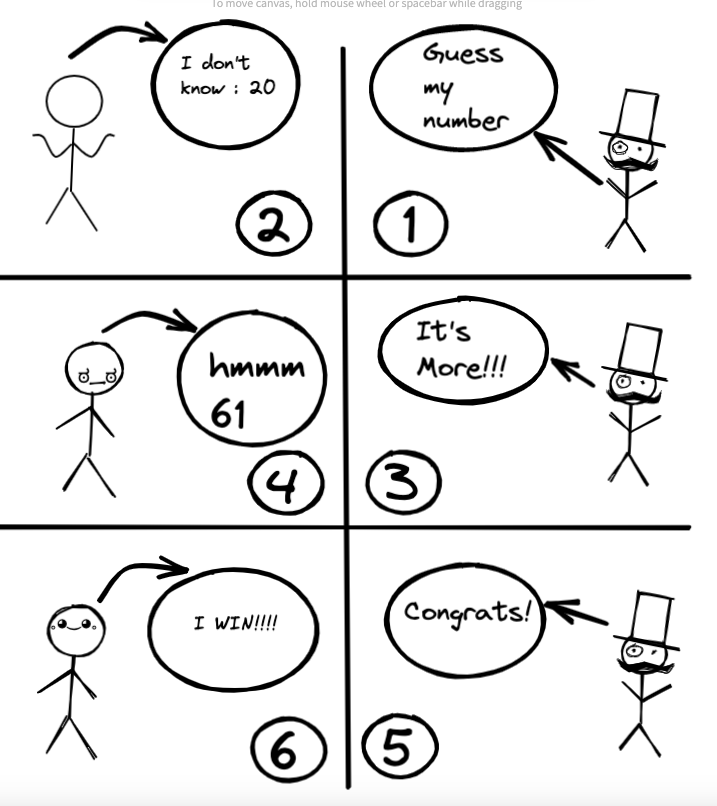 To move canvas, hold mouse wheel or spacebar while dragging
I don't
know : 20
2
Guess
my
number
1
hmmm
61
4
It's
More!!!
3
I WIN!!!!
6
Congrats!
5